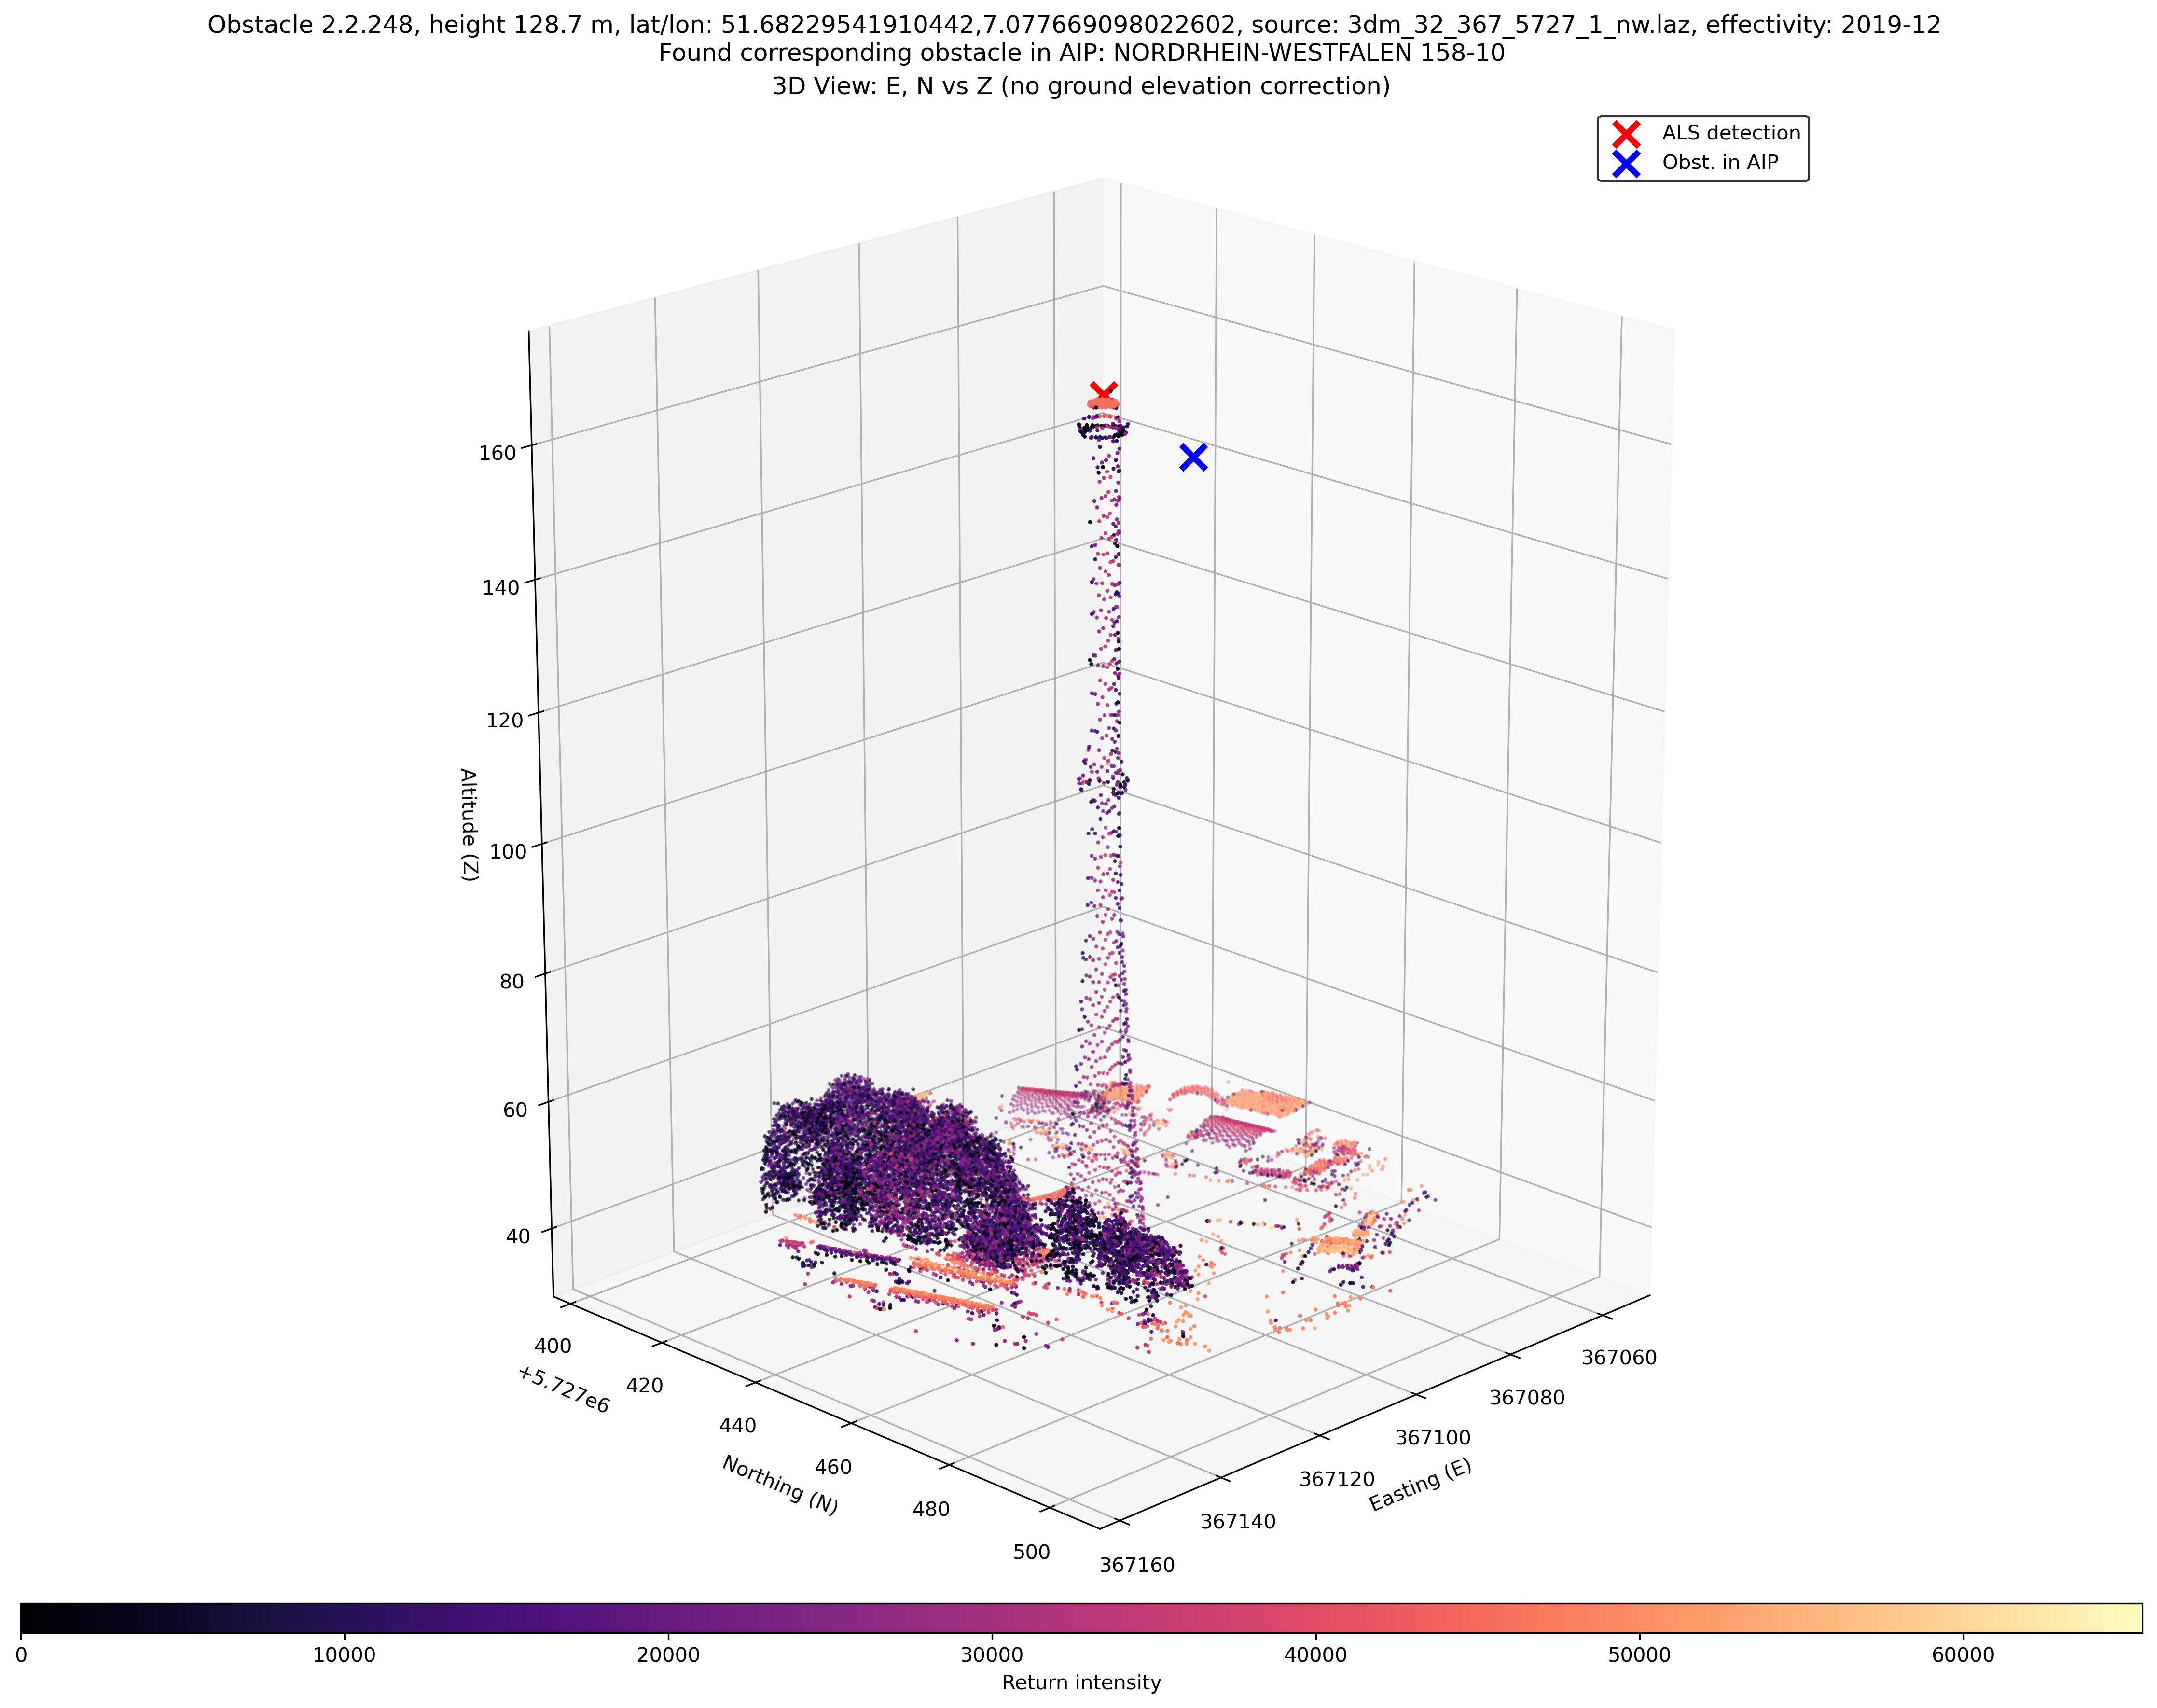 Obstacle 2.2.248, height 128.7 m, lat/lon: 51.68229541910442,7.077669098022602, source: 3dm_32_367_5727_1_nw.laz, effectivity: 2019-12
Found corresponding obstacle in AIP: NORDRHEIN-WESTFALEN 158-10
3D View: E, N vs Z (no ground elevation correction)
ALS detection
Obst. in AIP
160
140
120
100
80
60
40
Altitude (Z)
400
420
440
460
480
500
+5.727e6
Northing (N)
367060
367080
367100
367120
367140
367160
Easting (E)
0
10000
20000
30000
40000
50000
60000
Return intensity